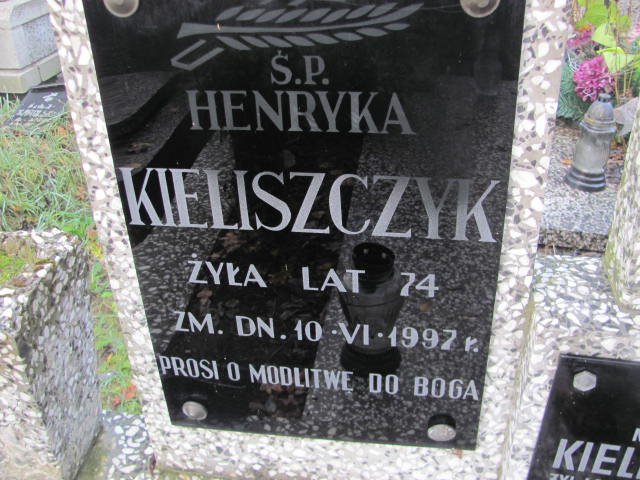 Ś.P.
HENRYKA
KIELISZCZYK
ŻYŁA LAT 74
ZM. DN. 10·VI·1997 r.
PROSI O MODLITWĘ DO BOGA
KIEL